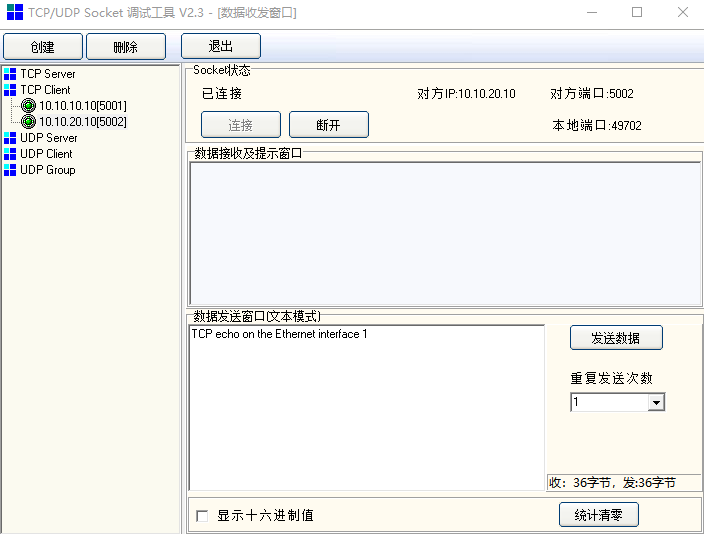 TCP/UDP Socket 调试工具 V2.3 - [数据收发窗口]
创建 删除 退出
TCP Server
TCP Client
10.10.10.10[5001]
10.10.20.10[5002]
UDP Server
UDP Client
UDP Group
Socket状态
已连接 对方IP:10.10.20.10 对方端口:5002
连接 断开 本地端口:49702
数据接收及提示窗口
数据发送窗口(文本模式)
TCP echo on the Ethernet interface 1
发送数据
重复发送次数
1
收：36字节，发:36字节
显示十六进制值 统计清零